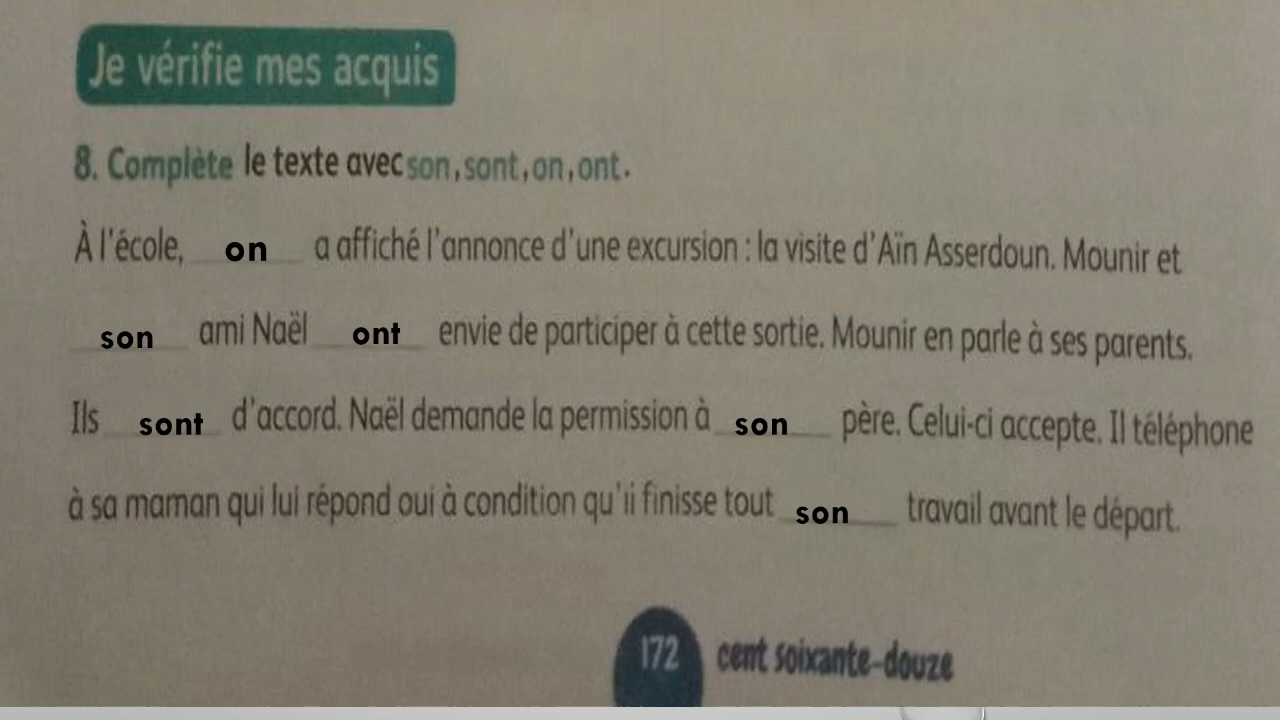 Je vérifie mes acquis
8. Complète le texte avec son, sont, on, ont.
À l'école, on a affiché l'annonce d'une excursion : la visite d'Aïn Asserdoun. Mounir et
son ami Naël ont envie de participer à cette sortie. Mounir en parle à ses parents.
Ils sont d'accord. Naël demande la permission à son père. Celui-ci accepte. Il téléphone
à sa maman qui lui répond oui à condition qu'ii finisse tout son travail avant le départ.
172 cent soixante-douze